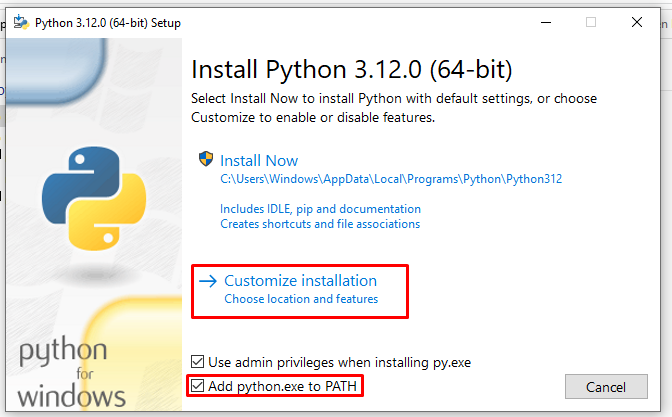 Python 3.12.0 (64-bit) Setup
Install Python 3.12.0 (64-bit)
Select Install Now to install Python with default settings, or choose
Customize to enable or disable features.
Install Now
C:\Users\Windows\AppData\Local\Programs\Python\Python312
Includes IDLE, pip and documentation
Creates shortcuts and file associations
Customize installation
Choose location and features
Use admin privileges when installing py.exe
Add python.exe to PATH
Cancel
python
for
windows